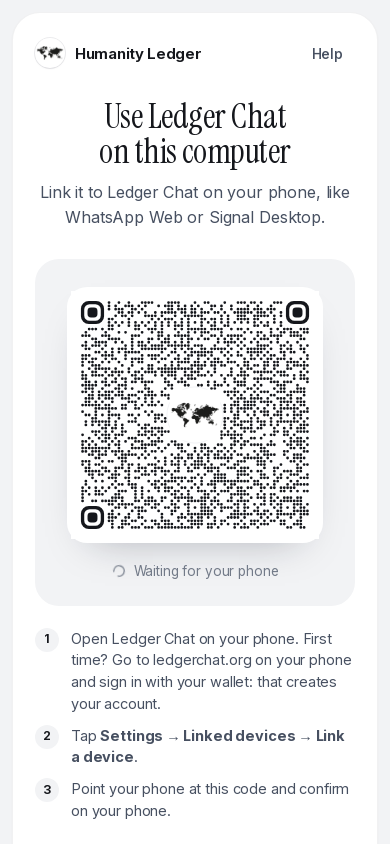 Humanity Ledger
Help
Use Ledger Chat
on this computer
Link it to Ledger Chat on your phone, like
WhatsApp Web or Signal Desktop.
Waiting for your phone
1 Open Ledger Chat on your phone. First
time? Go to ledgerchat.org on your phone
and sign in with your wallet: that creates
your account.
2 Tap Settings → Linked devices → Link
a device.
3 Point your phone at this code and confirm
on your phone.